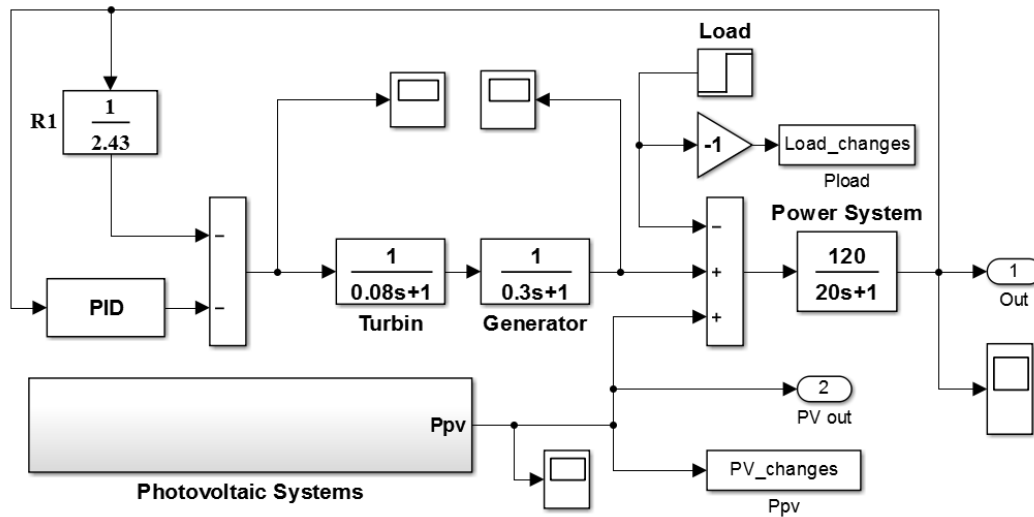 Load
R1
1
2.43
-1
Load_changes
Pload
−
−
PID
1
0.08s+1
Turbin
1
0.3s+1
Generator
−
+
+
Power System
120
20s+1
1
Out
Ppv
Photovoltaic Systems
2
PV out
PV_changes
Ppv